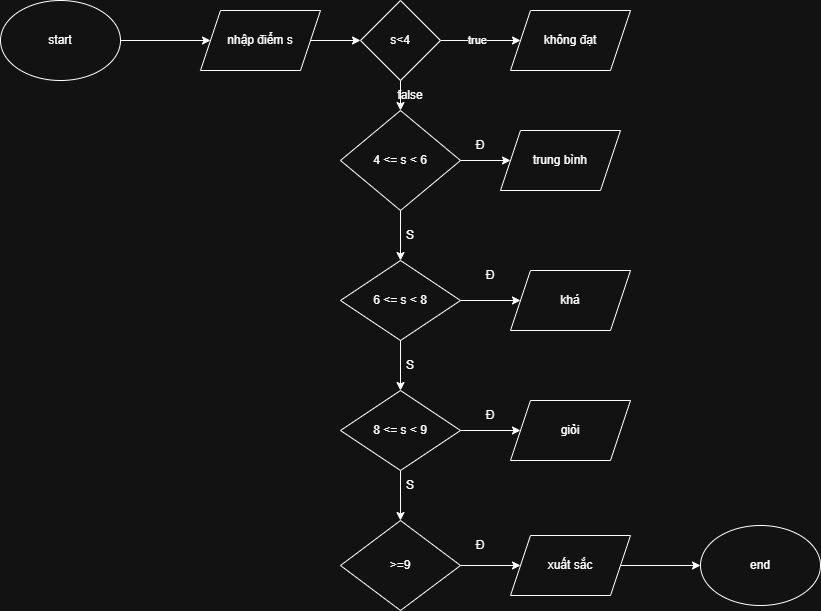 start
nhập điểm s
s<4
true
không đạt
false
4 <= s < 6
Đ
trung bình
S
6 <= s < 8
Đ
khá
S
8 <= s < 9
Đ
giỏi
S
>=9
Đ
xuất sắc
end